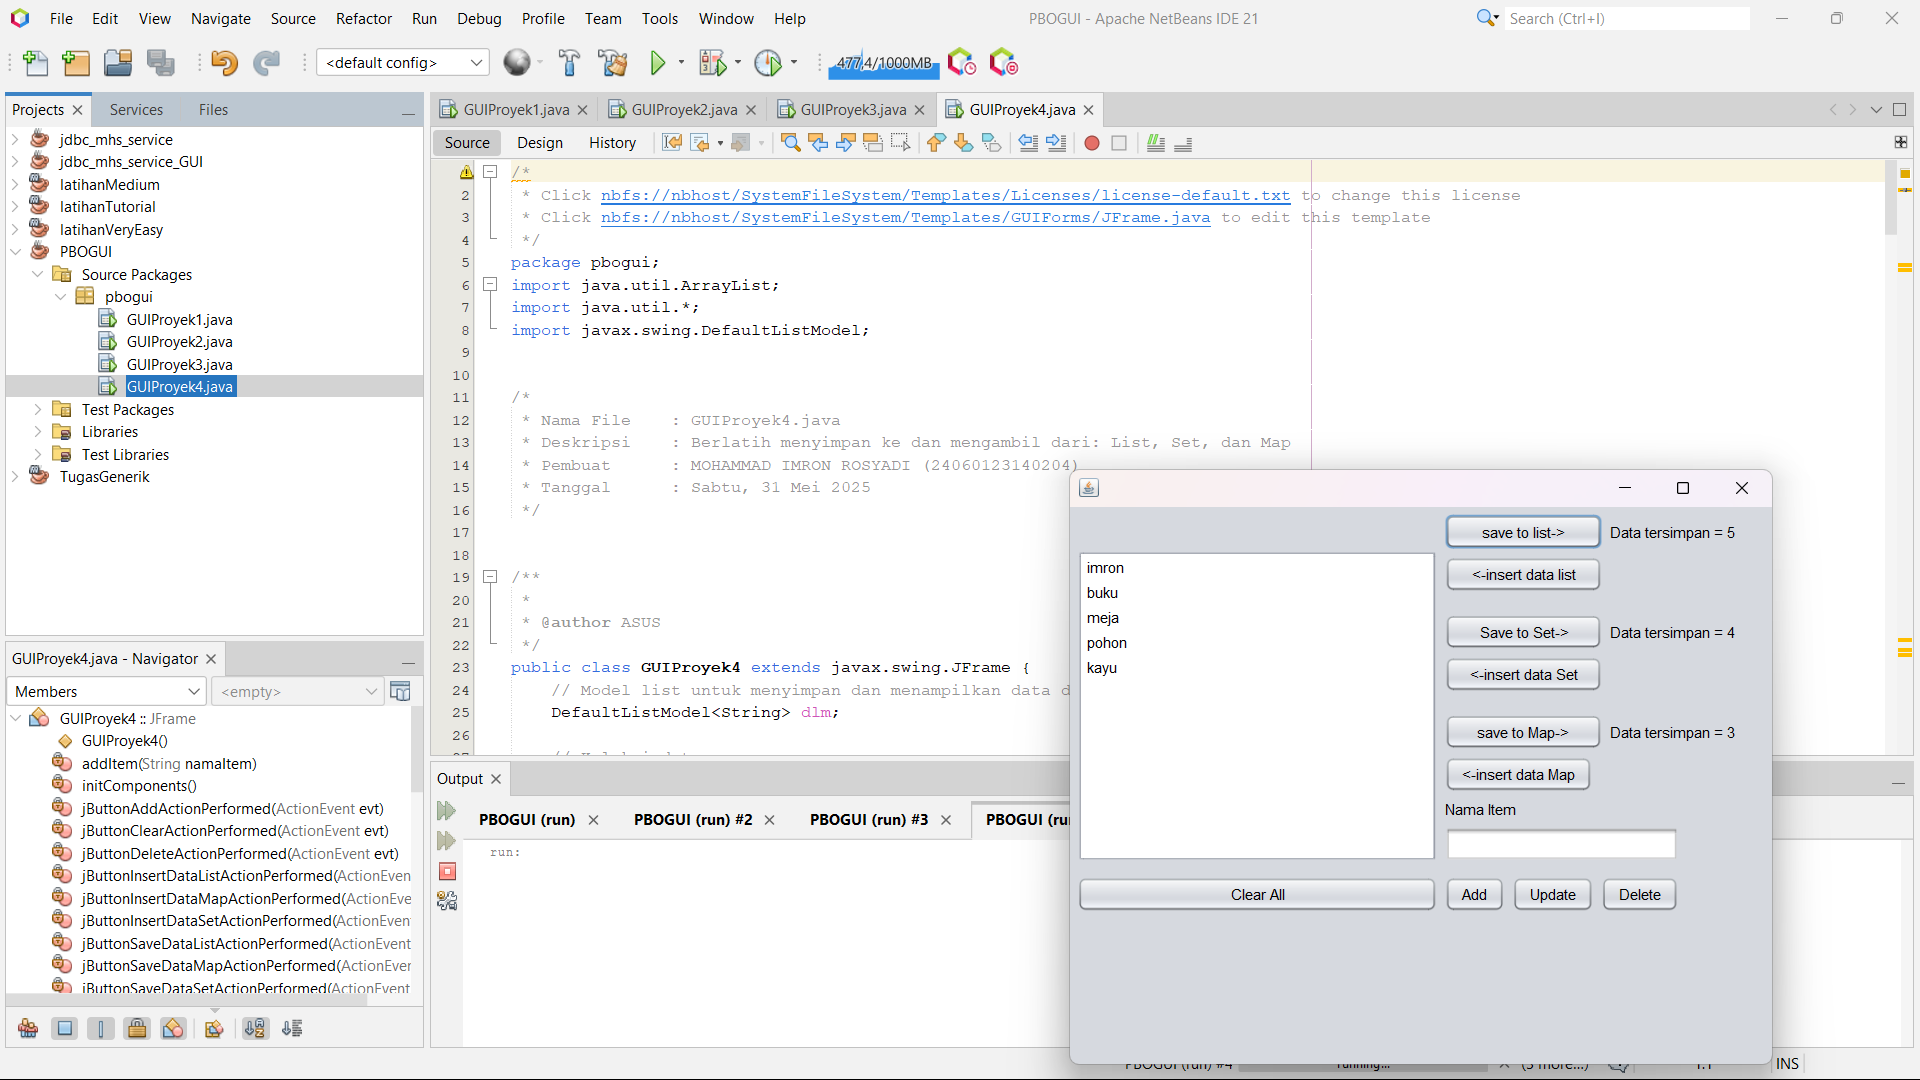 File Edit View Navigate Source Refactor Run Debug Profile Team Tools Window Help
PBOGUI - Apache NetBeans IDE 21
Search (Ctrl+I)
<default config>
477,4/1000MB
Projects Services Files
jdbc_mhs_service
jdbc_mhs_service_GUI
latihanMedium
latihanTutorial
latihanVeryEasy
PBOGUI
Source Packages
pbogui
GUIProyek1.java
GUIProyek2.java
GUIProyek3.java
GUIProyek4.java
Test Packages
Libraries
Test Libraries
TugasGenerik
GUIProyek4.java - Navigator
Members <empty>
GUIProyek4 :: JFrame
GUIProyek4()
addItem(String namaItem)
initComponents()
jButtonAddActionPerformed(ActionEvent evt)
jButtonClearActionPerformed(ActionEvent evt)
jButtonDeleteActionPerformed(ActionEvent evt)
jButtonInsertDataListActionPerformed(ActionEven
jButtonInsertDataMapActionPerformed(ActionEve
jButtonInsertDataSetActionPerformed(ActionEven
jButtonSaveDataListActionPerformed(ActionEvent
jButtonSaveDataMapActionPerformed(ActionEver
jButtonSaveDataSetActionPerformed(ActionEvent
GUIProyek1.java GUIProyek2.java GUIProyek3.java GUIProyek4.java
Source Design History
/*
2 * Click nbfs://nbhost/SystemFileSystem/Templates/Licenses/license-default.txt to change this license
3 * Click nbfs://nbhost/SystemFileSystem/Templates/GUIForms/JFrame.java to edit this template
4 */
5 package pbogui;
6 import java.util.ArrayList;
7 import java.util.*;
8 import javax.swing.DefaultListModel;
9
10
11 /*
12 * Nama File : GUIProyek4.java
13 * Deskripsi : Berlatih menyimpan ke dan mengambil dari: List, Set, dan Map
14 * Pembuat : MOHAMMAD IMRON ROSYADI (24060123140204)
15 * Tanggal : Sabtu, 31 Mei 2025
16 */
17
18
19 /**
20 *
21 * @author ASUS
22 */
23 public class GUIProyek4 extends javax.swing.JFrame {
24 // Model list untuk menyimpan dan menampilkan data d
25 DefaultListModel<String> dlm;
26
Output
PBOGUI (run) PBOGUI (run) #2 PBOGUI (run) #3 PBOGUI (ru
run:
imron
buku
meja
pohon
kayu
save to list-> Data tersimpan = 5
<-insert data list
Save to Set-> Data tersimpan = 4
<-insert data Set
save to Map-> Data tersimpan = 3
<-insert data Map
Nama Item
Clear All Add Update Delete
PBOGUI (run) #4 running... (3 more...) 1:1 INS